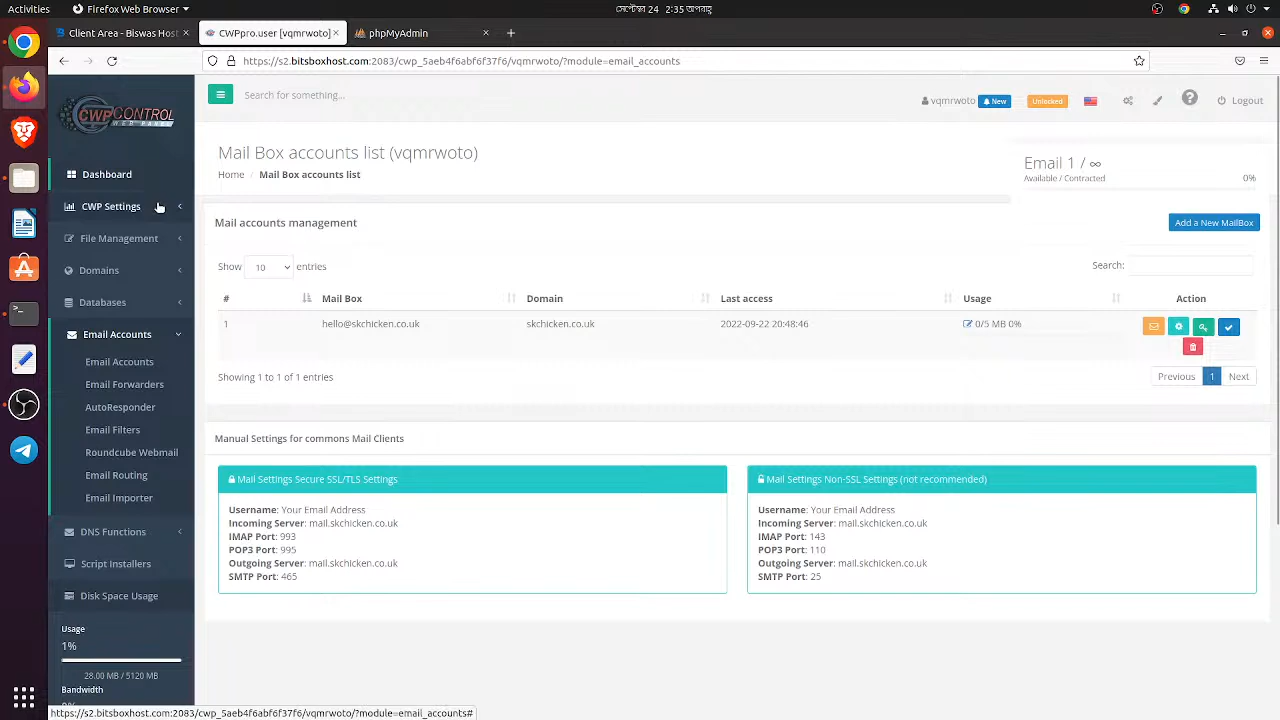 Activities
Firefox Web Browser
সেপ্টেম্বর 24 2:35 অপরাহ্ণ
Client Area - Biswas Host
CWPpro.user [vqmrwoto]
phpMyAdmin
https://s2.bitsboxhost.com:2083/cwp_5aeb4f6abf6f37f6/vqmrwoto/?module=email_accounts
CWP CONTROL
WEB PANEL
Search for something...
vqmrwoto
New
Unlocked
Logout
Mail Box accounts list (vqmrwoto)
Home / Mail Box accounts list
Email 1 / ∞
Available / Contracted
0%
Dashboard
CWP Settings
File Management
Domains
Databases
Email Accounts
Email Accounts
Email Forwarders
AutoResponder
Email Filters
Roundcube Webmail
Email Routing
Email Importer
DNS Functions
Script Installers
Disk Space Usage
Usage
1%
28.00 MB / 5120 MB
Bandwidth
Mail accounts management
Add a New MailBox
Show 10 entries
Search:
# Mail Box Domain Last access Usage Action
1 hello@skchicken.co.uk skchicken.co.uk 2022-09-22 20:48:46 0/5 MB 0%
Showing 1 to 1 of 1 entries
Previous 1 Next
Manual Settings for commons Mail Clients
Mail Settings Secure SSL/TLS Settings
Username: Your Email Address
Incoming Server: mail.skchicken.co.uk
IMAP Port: 993
POP3 Port: 995
Outgoing Server: mail.skchicken.co.uk
SMTP Port: 465
Mail Settings Non-SSL Settings (not recommended)
Username: Your Email Address
Incoming Server: mail.skchicken.co.uk
IMAP Port: 143
POP3 Port: 110
Outgoing Server: mail.skchicken.co.uk
SMTP Port: 25
https://s2.bitsboxhost.com:2083/cwp_5aeb4f6abf6f37f6/vqmrwoto/?module=email_accounts#